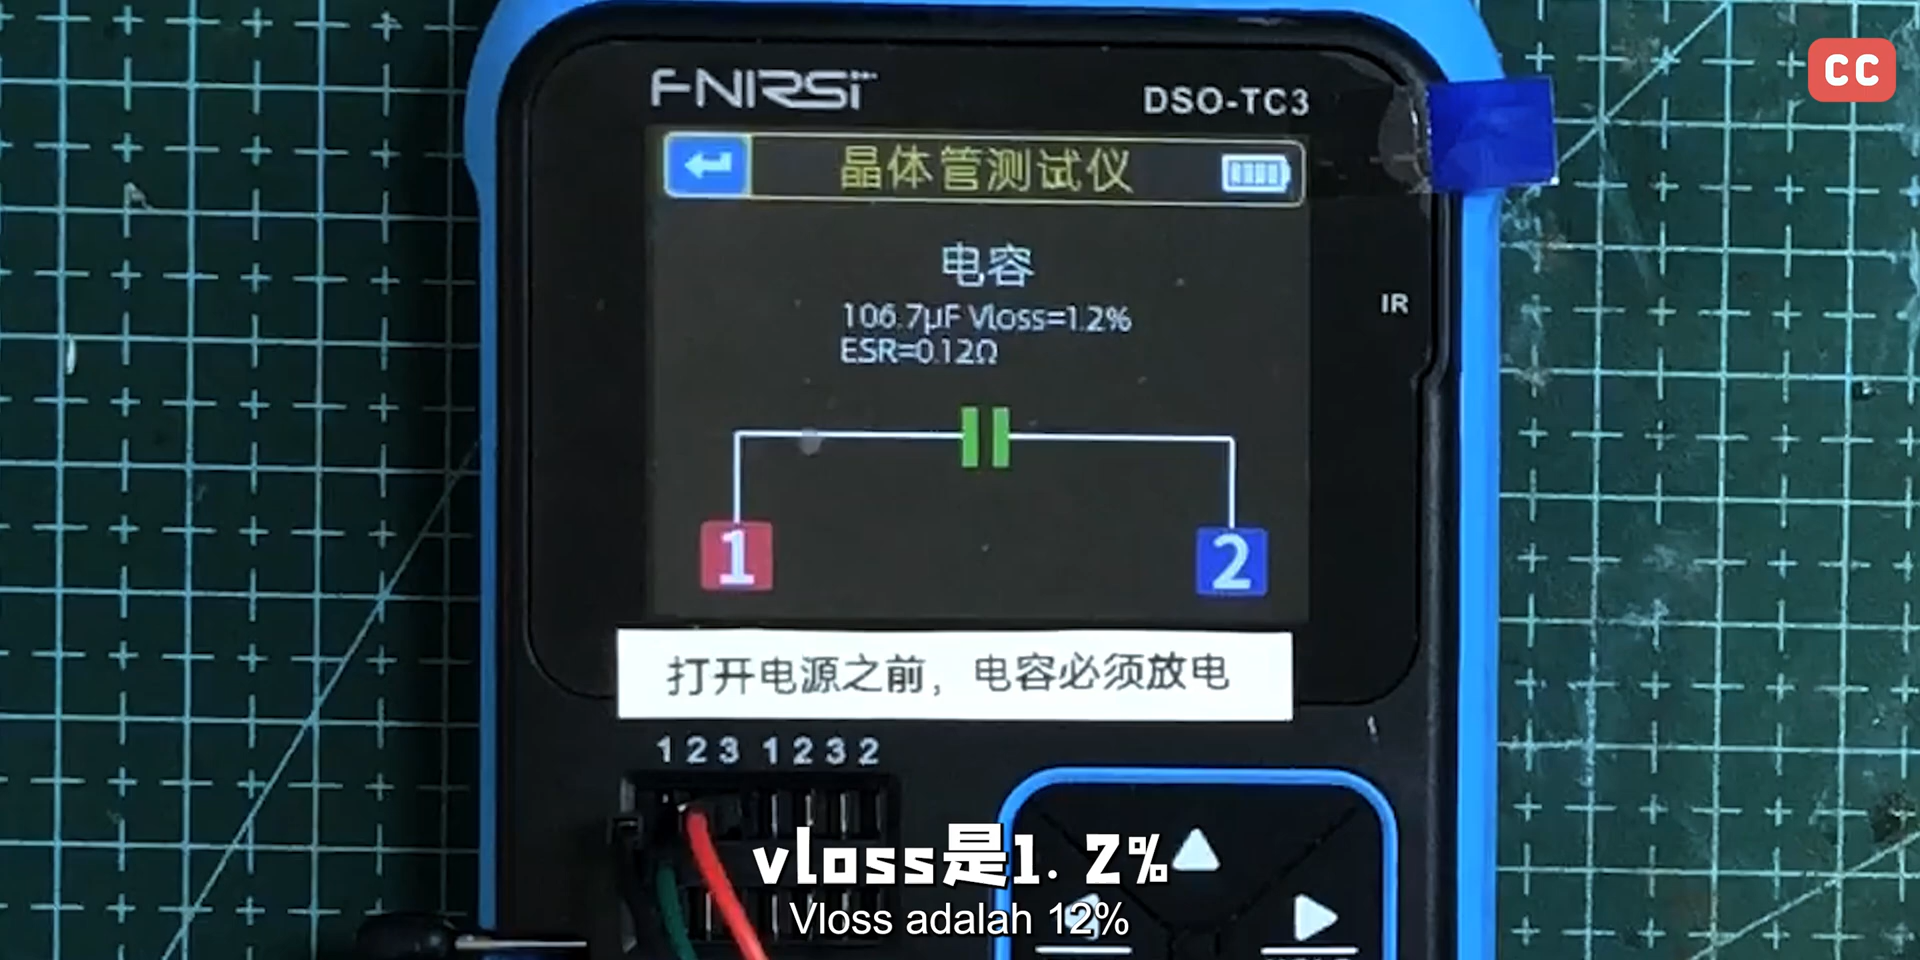 FNIRSI
DSO-TC3
CC
晶体管测试仪
电容
106.7μF Vloss=1.2%
ESR=0.12Ω
IR
1
2
打开电源之前，电容必须放电
1 2 3 1 2 3 2
vloss是1.2%
Vloss adalah 12%